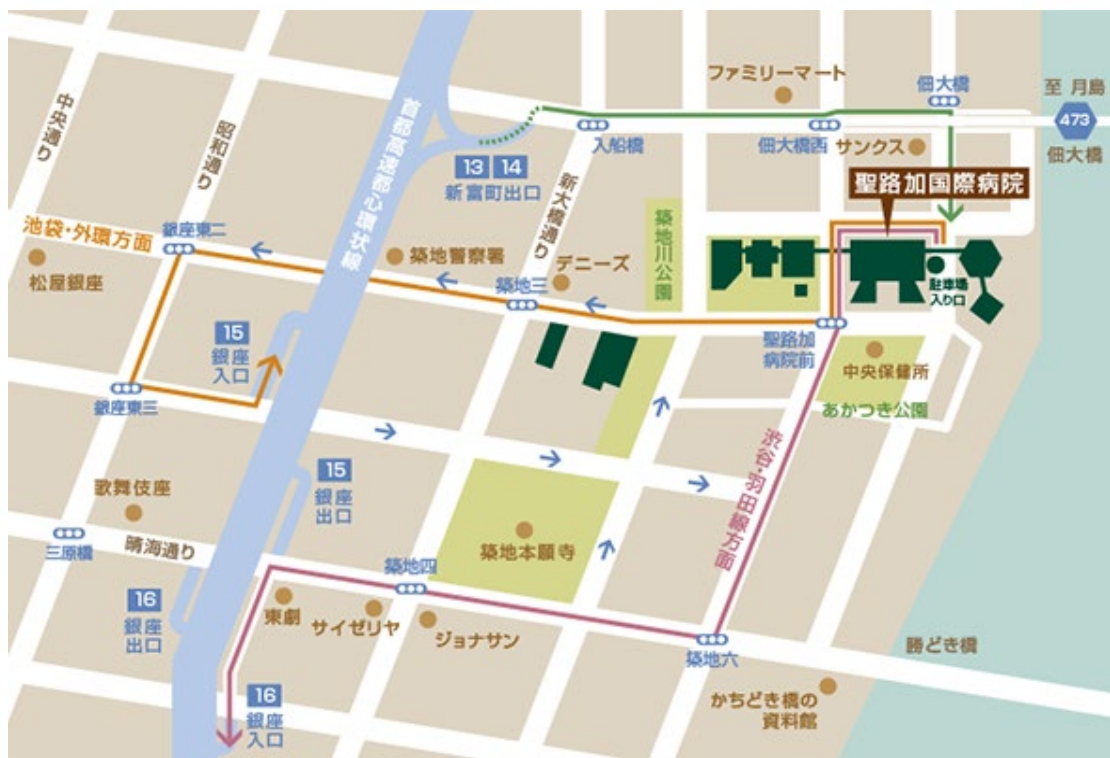 ファミリーマート
佃大橋
至 月島
473
佃大橋
中央通り
昭和通り
首都高速都心環状線
13 14
新富町出口
入船橋
佃大橋西
サンクス
聖路加国際病院
新大橋通り
築地川公園
池袋・外環方面
銀座東二
松屋銀座
築地警察署
築地三
デニーズ
駐車場
入り口
15
銀座
入口
聖路加
病院前
中央保健所
あかつき公園
銀座東三
渋谷・羽田線方面
15
銀座
出口
歌舞伎座
三原橋
晴海通り
築地本願寺
築地四
16
銀座
出口
東劇
サイゼリヤ
ジョナサン
築地六
勝どき橋
16
銀座
入口
かちどき橋の
資料館